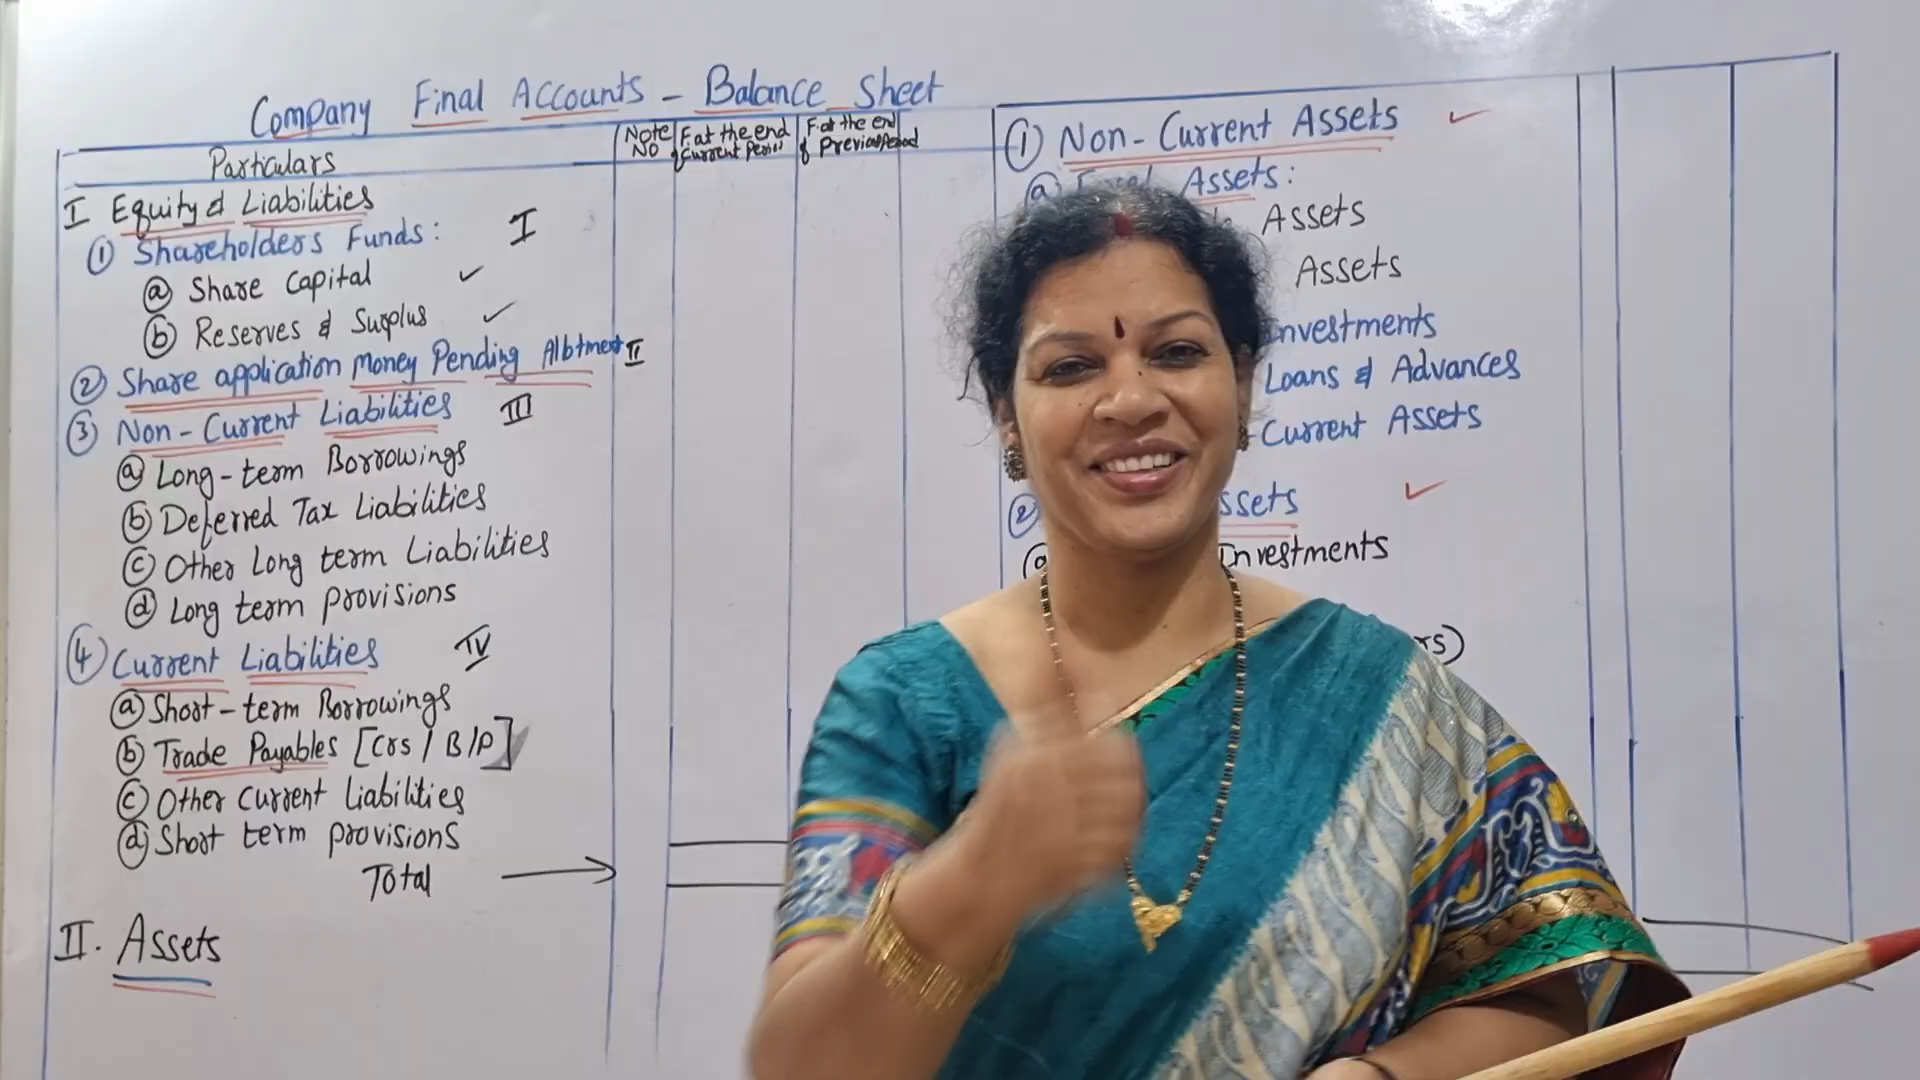 Company Final Accounts - Balance Sheet
Particulars
Note No
F. at the end of Current Period
F. at the end of Previous Period
I Equity & Liabilities
① Shareholders Funds: I
ⓐ Share Capital ✓
ⓑ Reserves & Surplus ✓
② Share application Money Pending Allotment II
③ Non-Current Liabilities III
ⓐ Long-term Borrowings
ⓑ Deferred Tax Liabilities
ⓒ Other Long term Liabilities
ⓓ Long term provisions
④ Current Liabilities IV
ⓐ Short-term Borrowings
ⓑ Trade Payables [Crs / B/P]
ⓒ Other current Liabilities
ⓓ Short term provisions
Total
II. Assets
① Non-Current Assets ✓
ⓐ Assets:
Assets
Assets
Investments
Loans & Advances
Current Assets
② ssets ✓
Investments
rs)